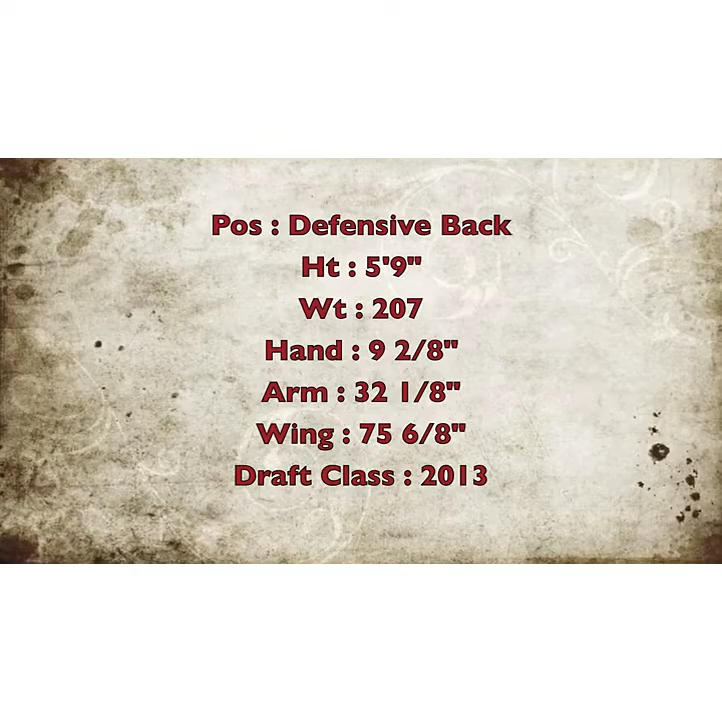 Pos : Defensive Back
Ht : 5'9"
Wt : 207
Hand : 9 2/8"
Arm : 32 1/8"
Wing : 75 6/8"
Draft Class : 2013